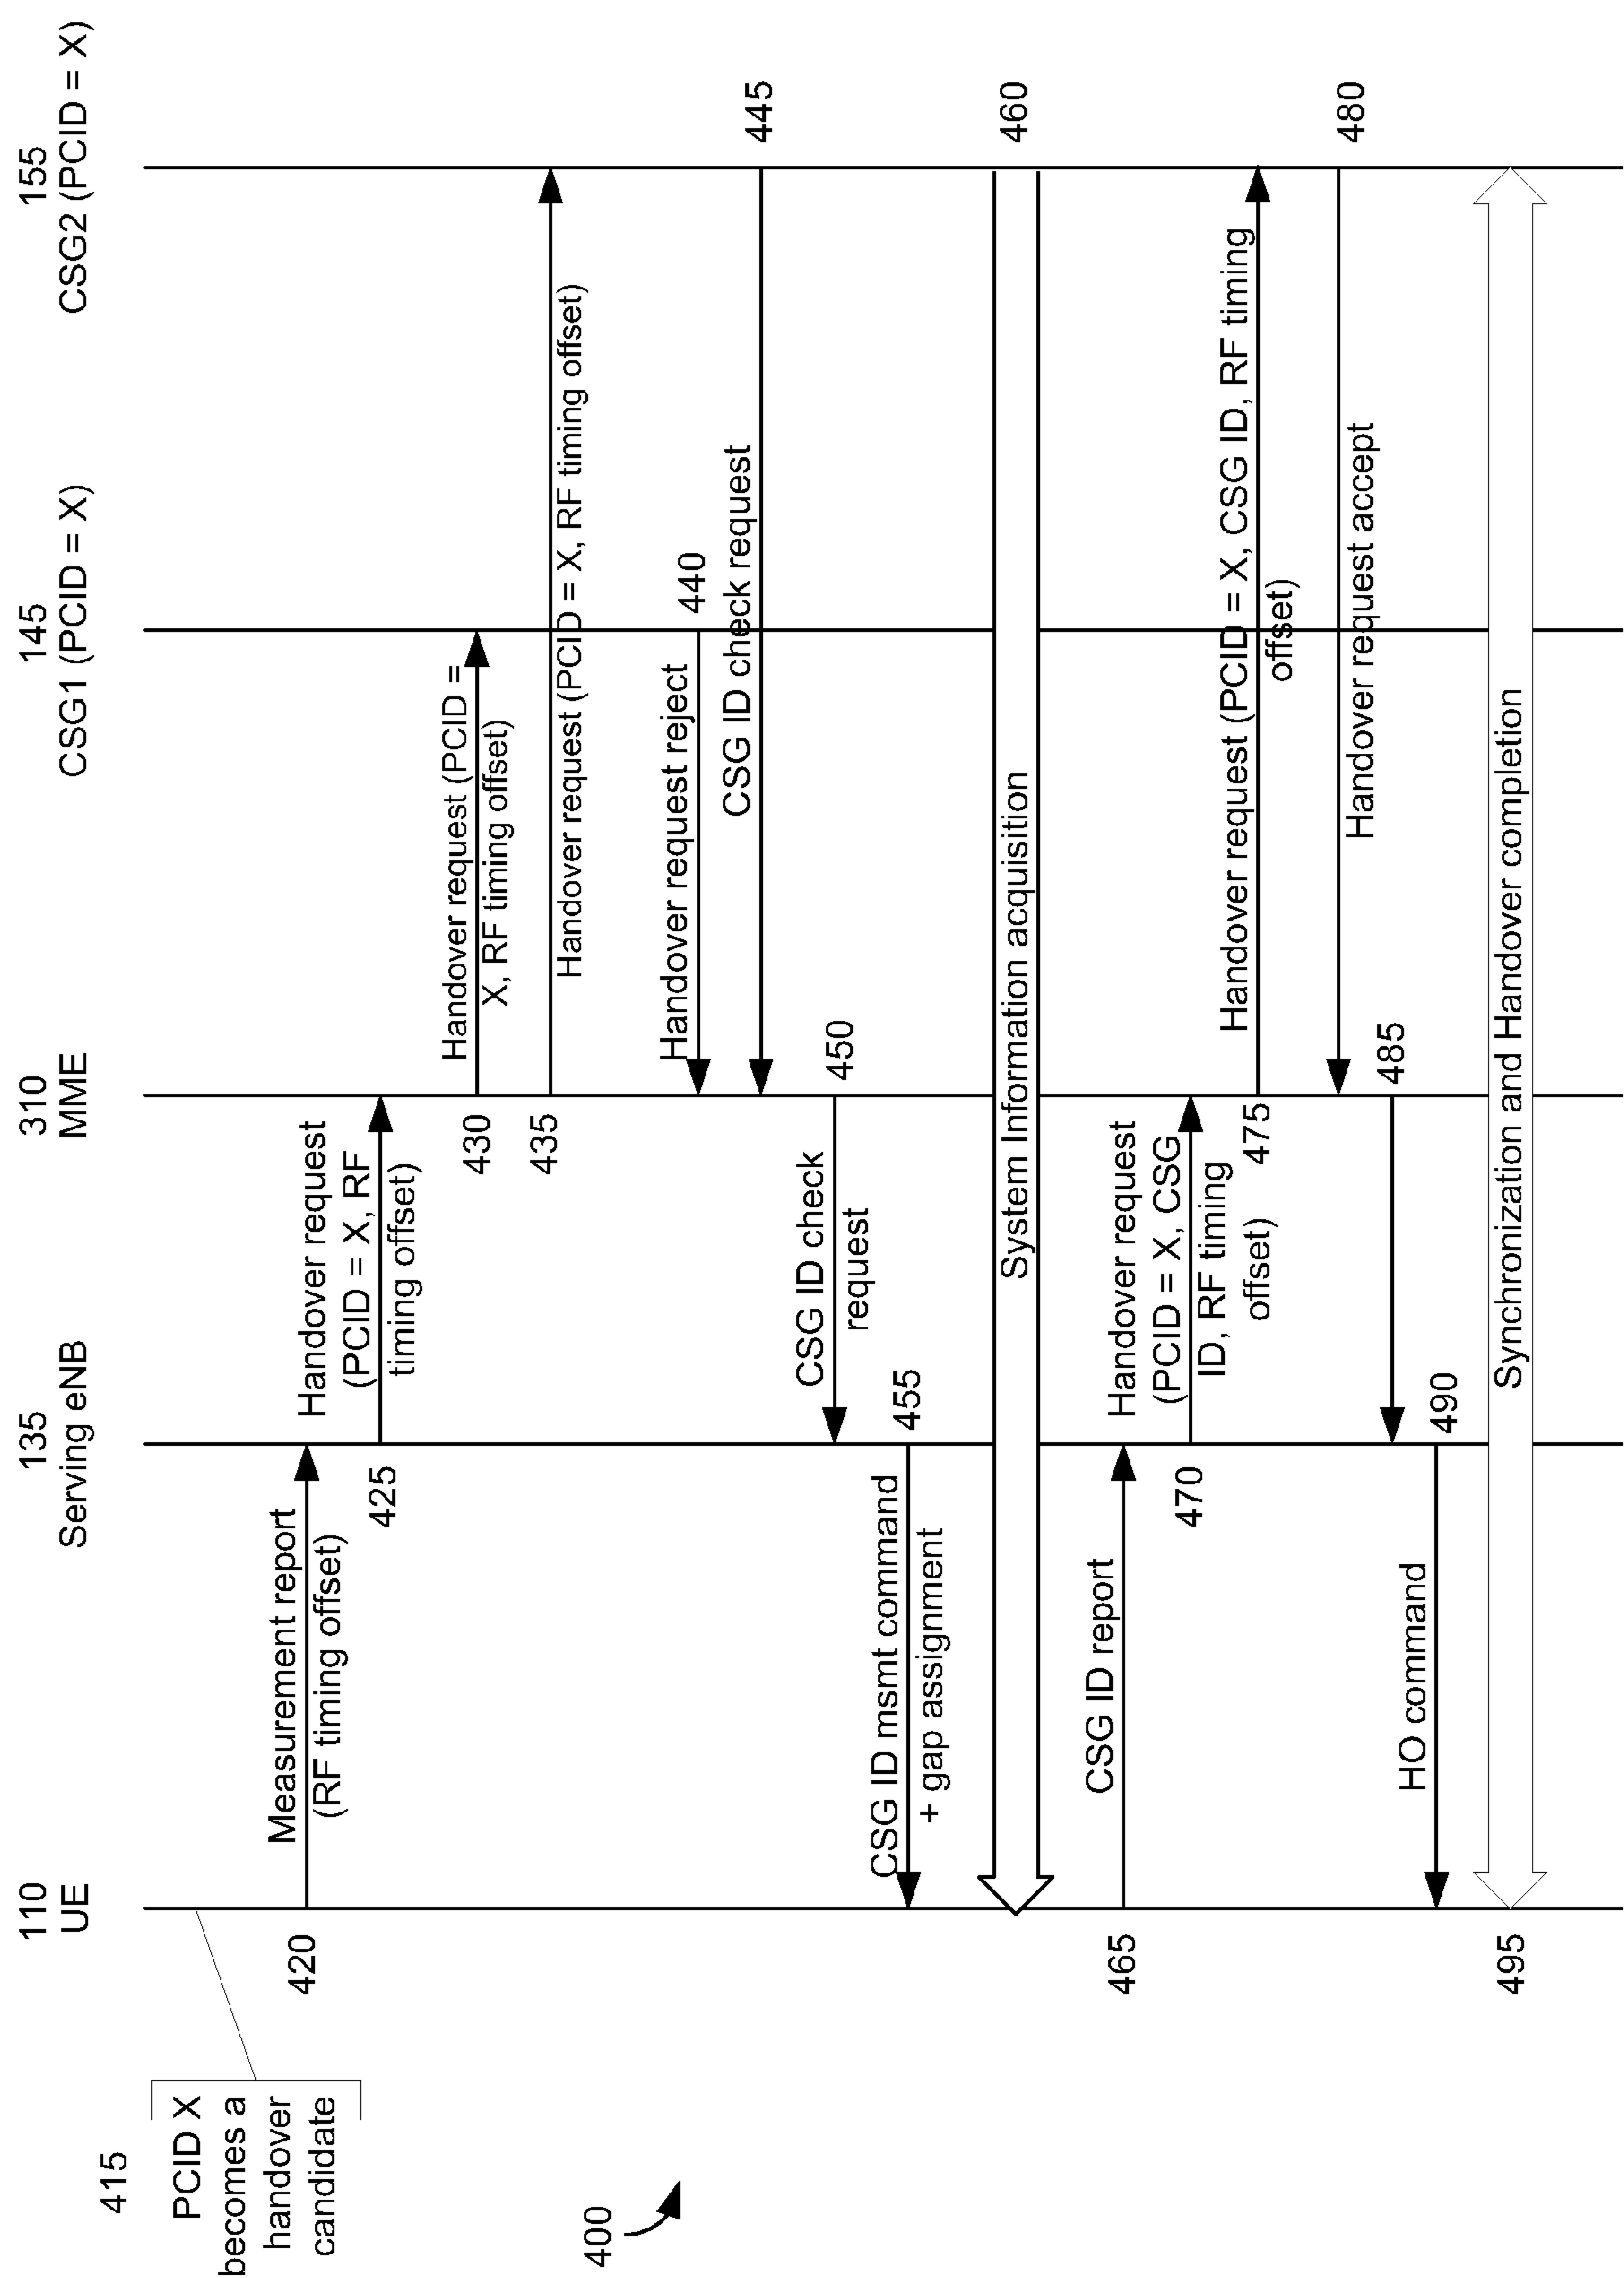 110
UE
135
Serving eNB
310
MME
145
CSG1 (PCID = X)
155
CSG2 (PCID = X)
415
PCID X
becomes a
handover
candidate
420
Measurement report
(RF timing offset)
425
Handover request
(PCID = X, RF
timing offset)
430
Handover request (PCID =
X, RF timing offset)
435
Handover request (PCID = X, RF timing offset)
440
Handover request reject
445
CSG ID check request
450
CSG ID check
request
455
CSG ID msmt command
+ gap assignment
460
System Information acquisition
465
CSG ID report
470
Handover request
(PCID = X, CSG
ID, RF timing
offset)
475
Handover request (PCID = X, CSG ID, RF timing
offset)
480
Handover request accept
485
490
HO command
495
Synchronization and Handover completion
400